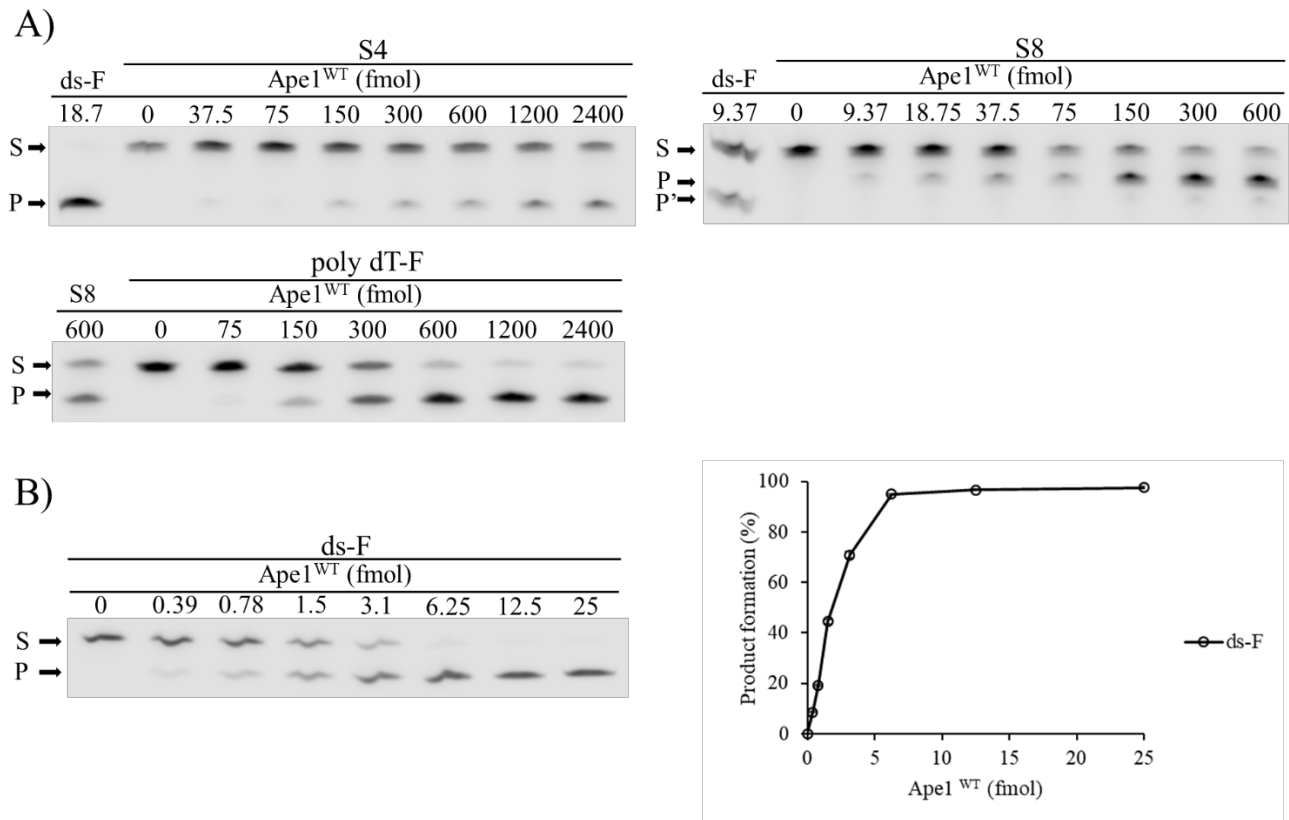 A)
S4
ds-F Ape1WT (fmol)
18.7 0 37.5 75 150 300 600 1200 2400
S
P
S8
ds-F Ape1WT (fmol)
9.37 0 9.37 18.75 37.5 75 150 300 600
S
P
P'
poly dT-F
S8 Ape1WT (fmol)
600 0 75 150 300 600 1200 2400
S
P
B)
ds-F
Ape1WT (fmol)
0 0.39 0.78 1.5 3.1 6.25 12.5 25
S
P
Product formation (%)
100
80
60
40
20
0
0 5 10 15 20 25
Ape1 WT (fmol)
ds-F